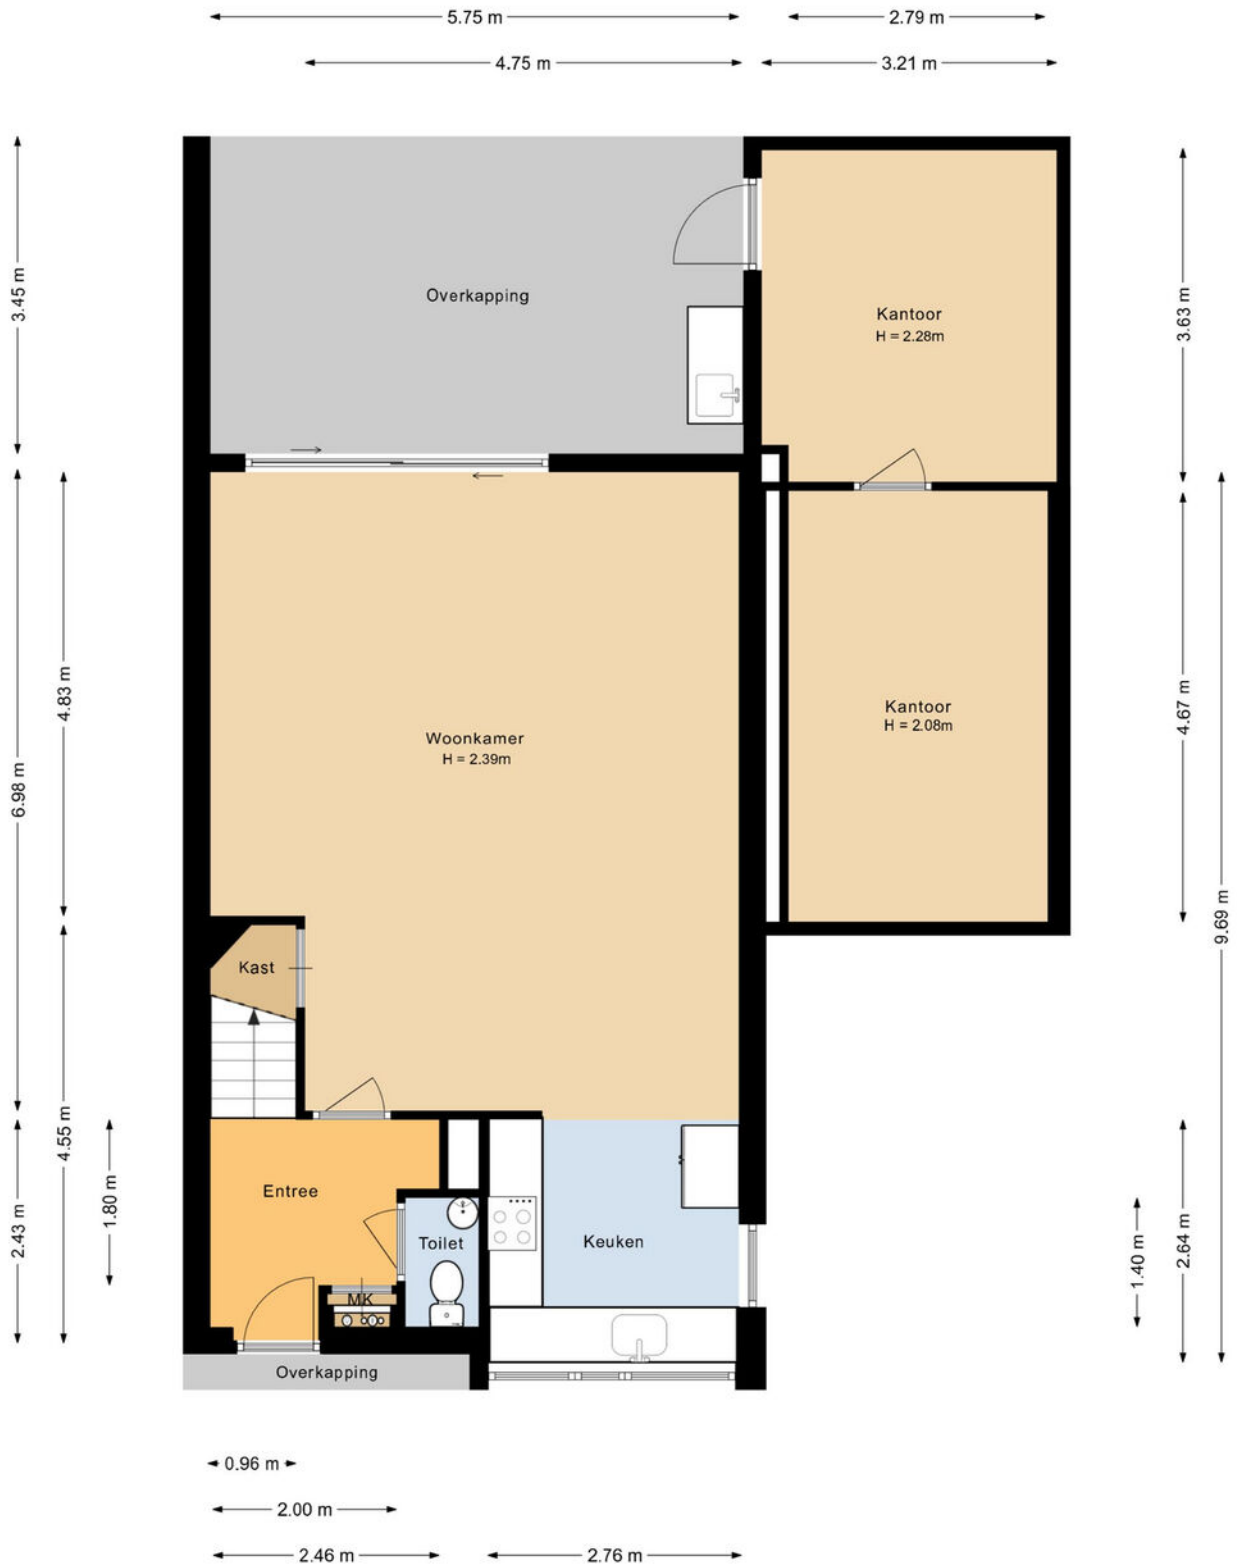 5.75 m
2.79 m
4.75 m
3.21 m
3.45 m
Overkapping
Kantoor
H = 2.28m
3.63 m
6.98 m
4.83 m
Woonkamer
H = 2.39m
Kantoor
H = 2.08m
4.67 m
9.69 m
Kast
4.55 m
2.43 m
1.80 m
Entree
Toilet
Keuken
MK
1.40 m
2.64 m
Overkapping
0.96 m
2.00 m
2.46 m
2.76 m